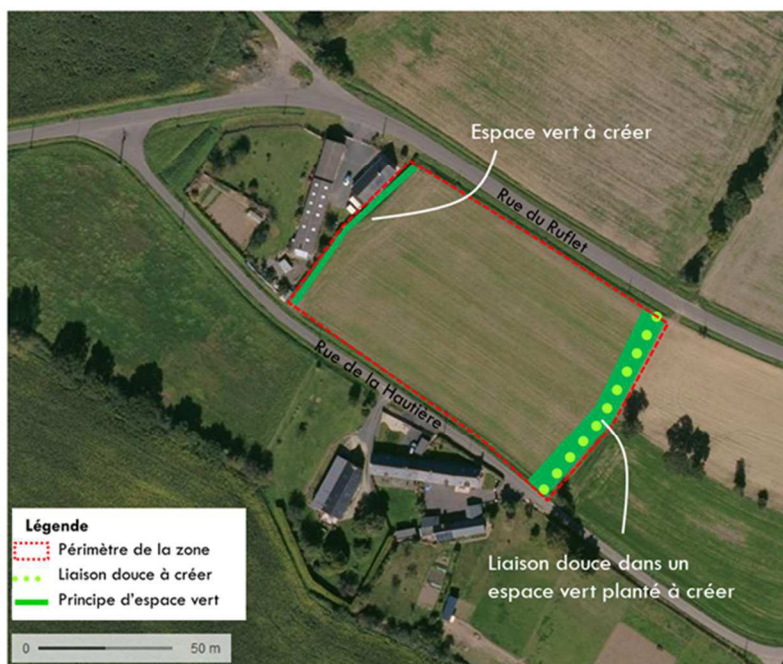 Espace vert à créer
Rue du Ruflet
Rue de la Hautière
Liaison douce dans un
espace vert planté à créer
Légende
Périmètre de la zone
Liaison douce à créer
Principe d'espace vert
0 50 m